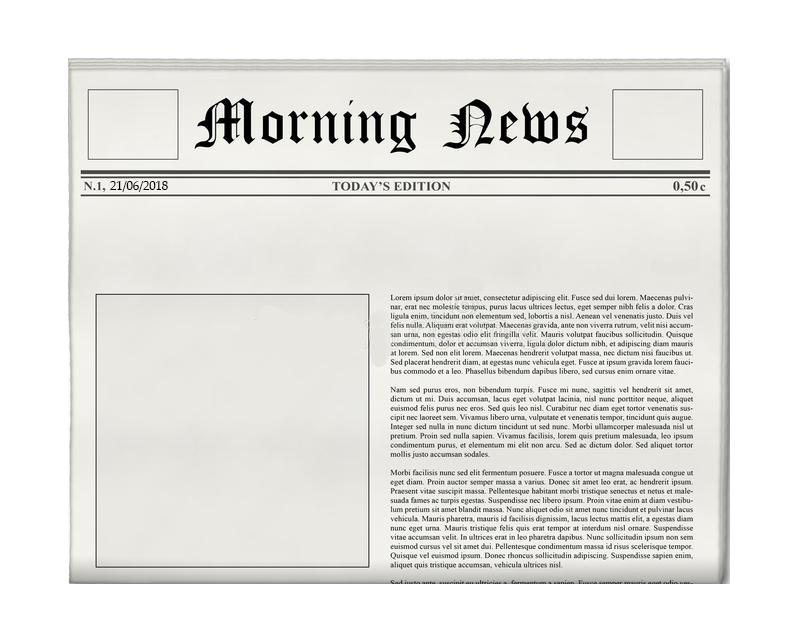 Morning News
N.1, 21/06/2018 TODAY'S EDITION 0,50 c
Lorem ipsum dolor sit amet, consectetur adipiscing elit. Fusce sed dui lorem. Maecenas pulvi-
nar, erat nec molestie tempus, purus lacus ultrices lectus, eget semper nibh felis a nulla. Cras
ligula enim, tincidunt non elementum sed, lobortis a nisl. Aenean vel venenatis justo. Duis vel
felis nulla. Aliquam erat volutpat. Maecenas gravida, ante non viverra rutrum, velit nisi accum-
san urna, non egestas odio elit fringilla velit. Mauris volutpat faucibus sollicitudin. Quisque
condimentum, dolor et accumsan viverra, ligula dolor dictum nibh, et adipiscing diam mauris
at lorem. Sed non elit lorem. Maecenas hendrerit volutpat massa, nec dictum nisi faucibus ut.
Sed placerat hendrerit diam, at egestas nunc vehicula eget. Fusce at ipsum gravida lorem fauci-
bus commodo et a leo. Phasellus bibendum dapibus libero, sed cursus enim ornare vitae.
Nam sed purus eros, non bibendum turpis. Fusce mi nunc, sagittis vel hendrerit sit amet,
dictum ut mi. Duis accumsan, lacus eget volutpat lacinia, nisl nunc porttitor neque, aliquet
euismod felis purus nec eros. Sed quis leo nisl. Curabitur nec diam eget tortor venenatis sus-
cipit nec laoreet sem. Vivamus libero urna, vulputate et venenatis tempor, tincidunt quis augue.
Integer sed nulla in nunc dictum tincidunt ut sed nunc. Morbi ullamcorper malesuada nisl ut
pretium. Proin sed nulla sapien. Vivamus facilisis, lorem quis pretium malesuada, leo ipsum
condimentum purus, et elementum mi elit non arcu. Sed ac dictum dolor. Sed aliquet tortor
mollis justo accumsan sodales.
Morbi facilisis nunc sed elit fermentum posuere. Fusce a tortor ut magna malesuada congue ut
eget diam. Proin auctor semper massa a varius. Donec sit amet leo erat, ac hendrerit ipsum.
Praesent vitae suscipit massa. Pellentesque habitant morbi tristique senectus et netus et male-
suada fames ac turpis egestas. Suspendisse nec libero ipsum. Proin vitae enim at diam vestibu-
lum pretium sit amet blandit massa. Nunc aliquet odio amet nunc tincidunt et pulvinar lacus
vehicula. Mauris pharetra, mauris id facilisis dignissim, lacus lectus mattis elit, a egestas diam
nunc eget urna. Mauris tristique felis quis erat tempor at interdum nisl ornare. Suspendisse
vitae accumsan velit. In ultrices erat in leo pharetra dapibus. Nunc sollicitudin ipsum non sem
euismod cursus vel sit amet dui. Pellentesque condimentum massa id risus scelerisque tempor.
Quisque vel euismod ipsum. Donec rhoncus sollicitudin adipiscing. Suspendisse sapien enim,
aliquet quis tristique accumsan, vehicula ultrices nisl.